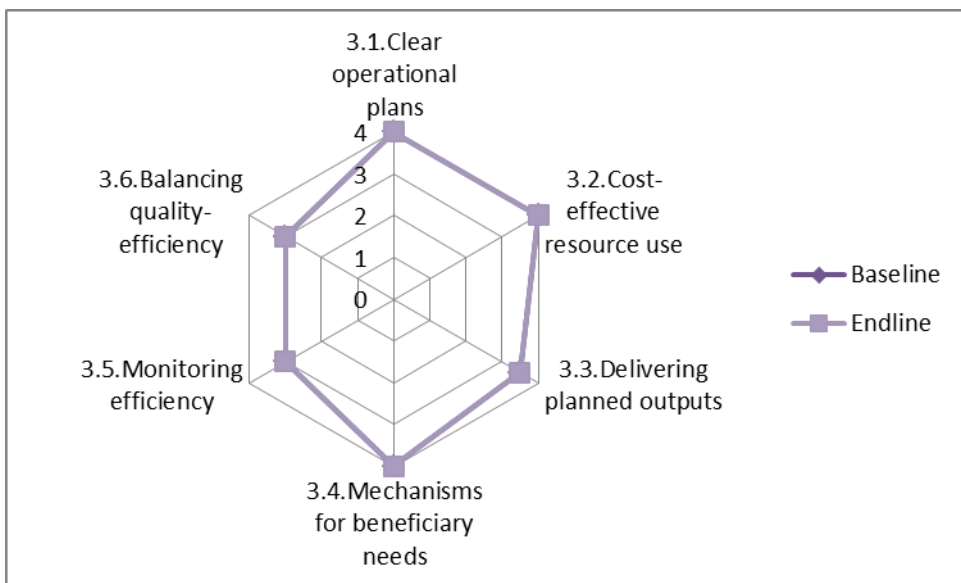 3.1.Clear
operational
plans
4
3
2
1
0
3.2.Cost-
effective
resource use
3.3.Delivering
planned outputs
3.4.Mechanisms
for beneficiary
needs
3.5.Monitoring
efficiency
3.6.Balancing
quality-
efficiency
Baseline
Endline